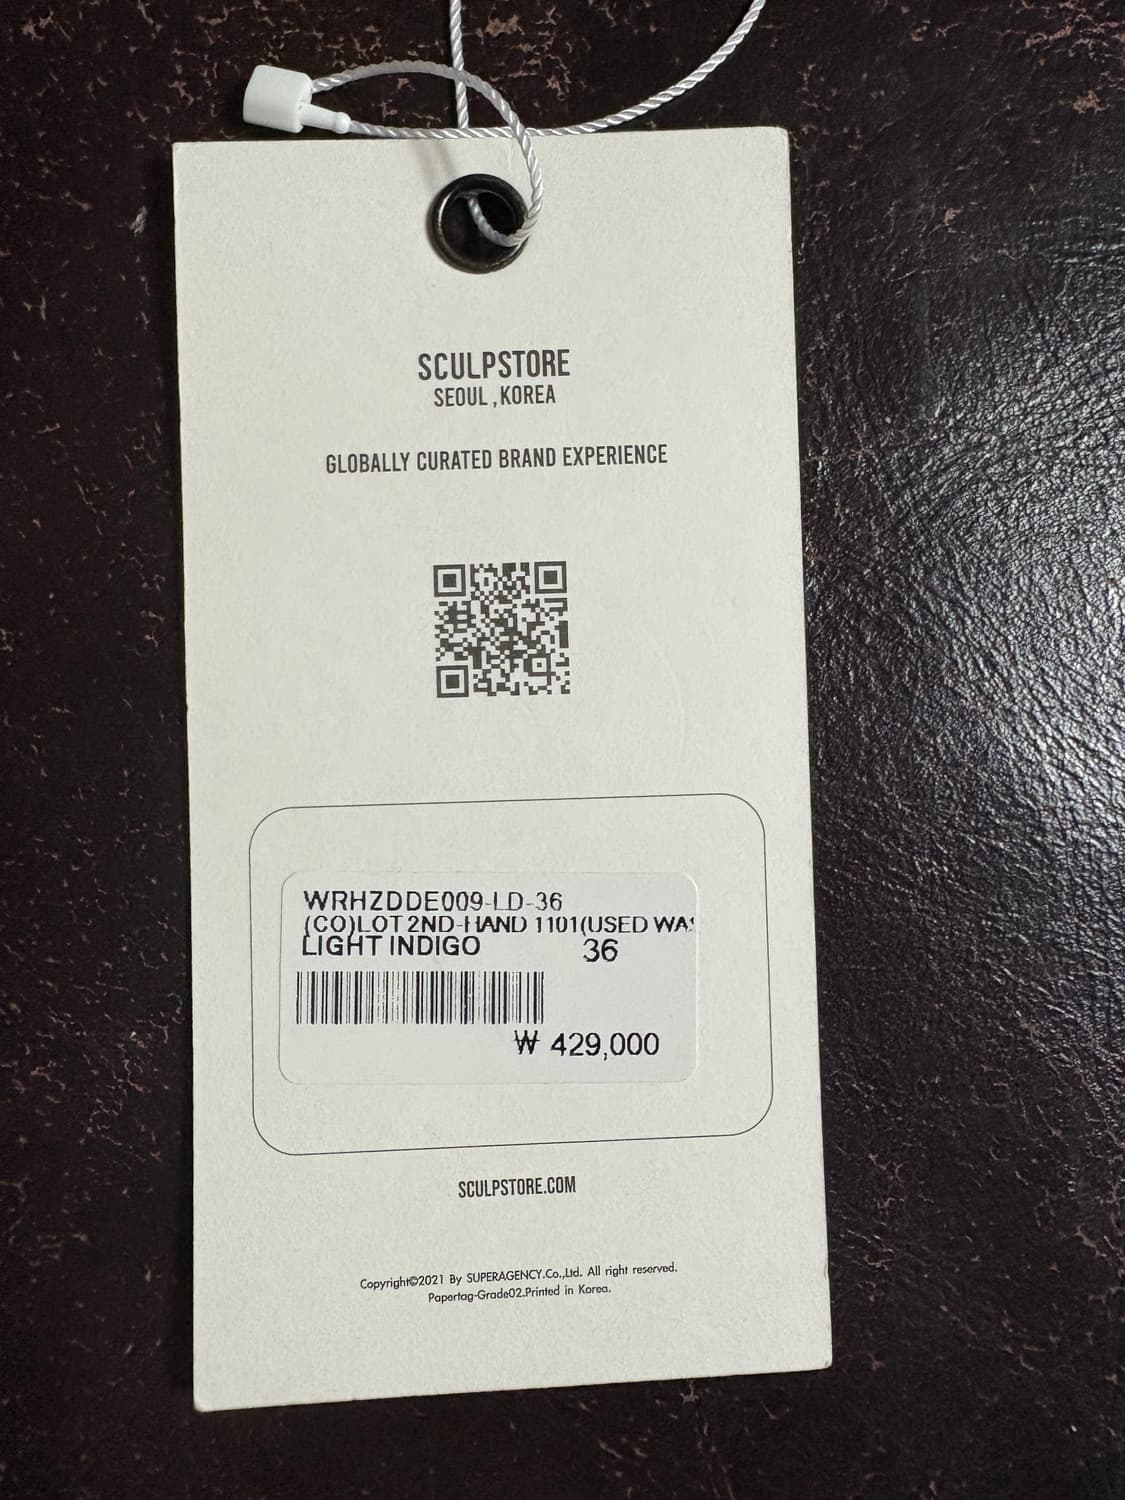 SCULPSTORE
SEOUL , KOREA
GLOBALLY CURATED BRAND EXPERIENCE
WRHZDDE009-LD-36
(CO)LOT 2ND-HAND 1101(USED WAS
LIGHT INDIGO 36
₩ 429,000
SCULPSTORE.COM
Copyright©2021 By SUPERAGENCY.Co.,Ltd. All right reserved.
Papertag-Grade02.Printed in Korea.